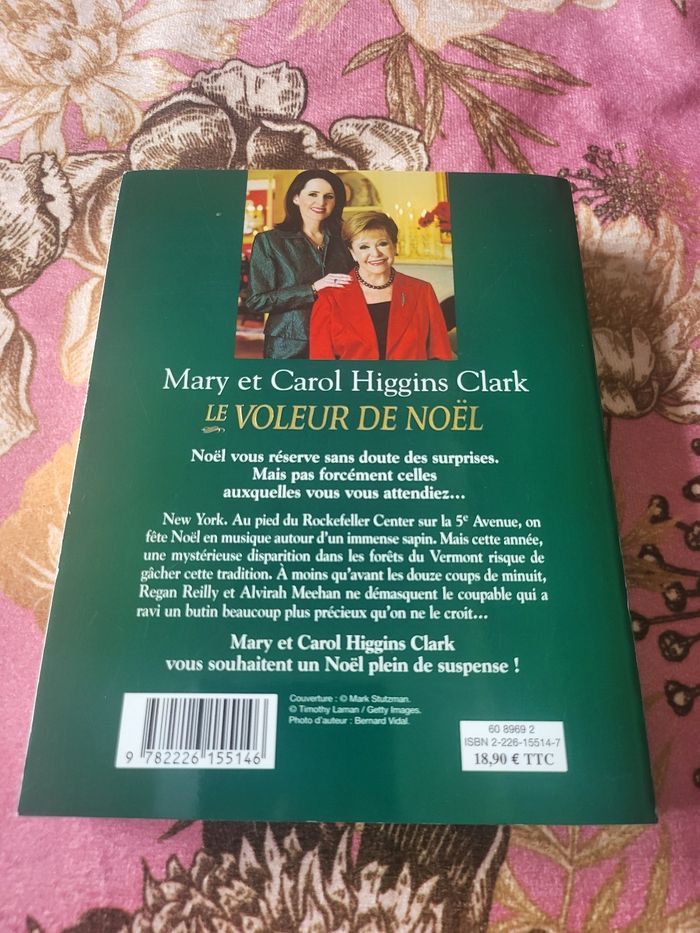 Mary et Carol Higgins Clark
LE VOLEUR DE NOËL
Noël vous réserve sans doute des surprises.
Mais pas forcément celles
auxquelles vous vous attendiez...
New York. Au pied du Rockefeller Center sur la 5e Avenue, on
fête Noël en musique autour d'un immense sapin. Mais cette année,
une mystérieuse disparition dans les forêts du Vermont risque de
gâcher cette tradition. À moins qu'avant les douze coups de minuit,
Regan Reilly et Alvirah Meehan ne démasquent le coupable qui a
ravi un butin beaucoup plus précieux qu'on ne le croit...
Mary et Carol Higgins Clark
vous souhaitent un Noël plein de suspense !
Couverture : © Mark Stutzman.
© Timothy Laman / Getty Images.
Photo d'auteur : Bernard Vidal.
9 782226 155146
60 8969 2
ISBN 2-226-15514-7
18,90 € TTC